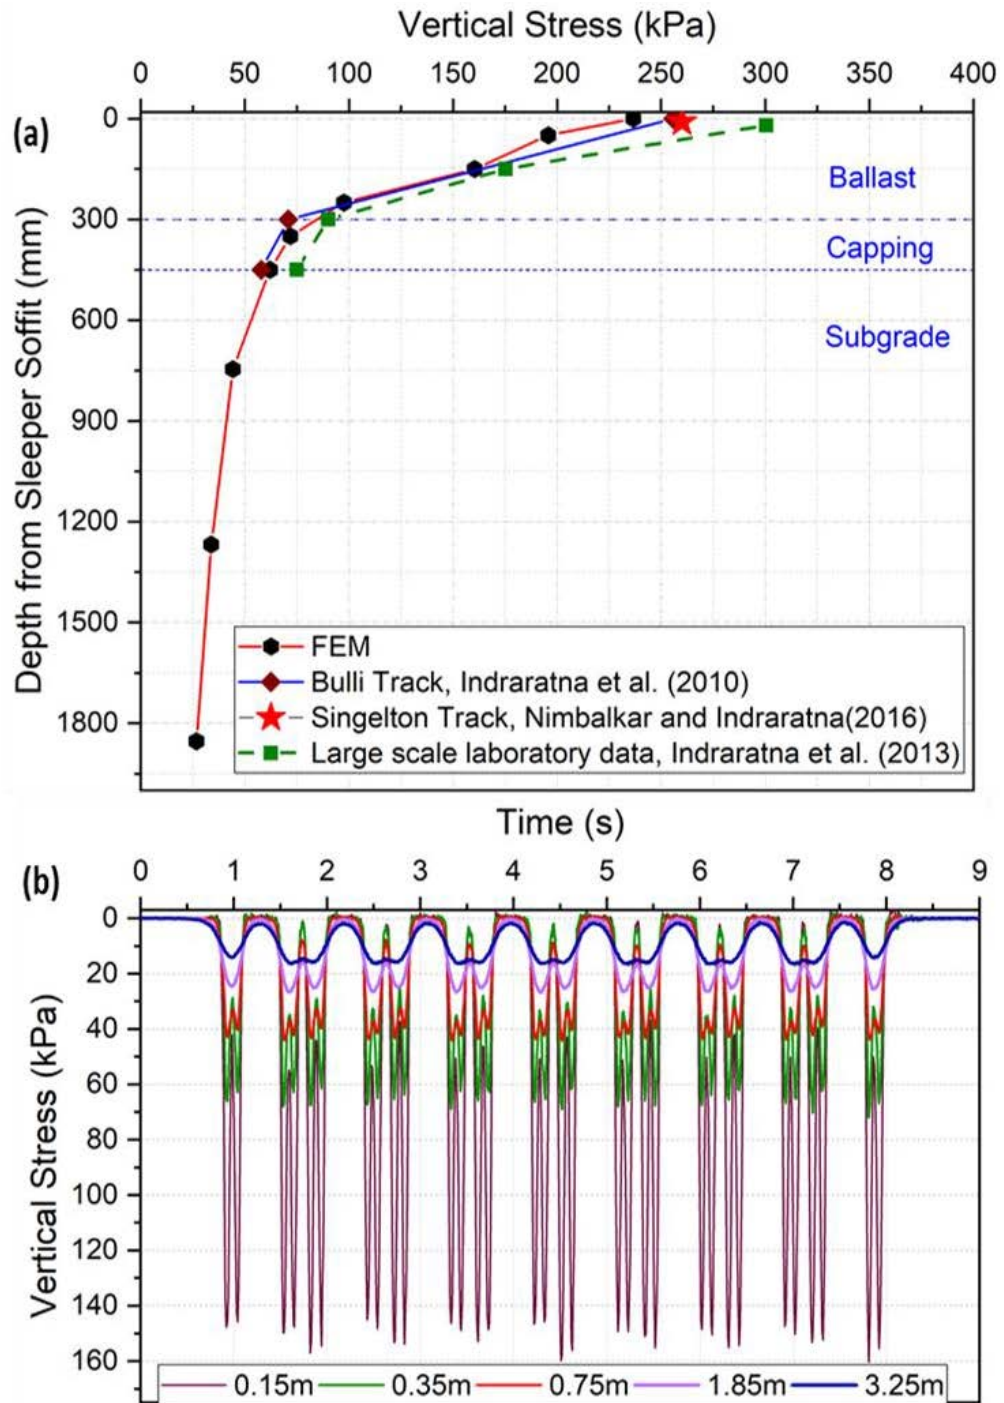 Vertical Stress (kPa)
0 50 100 150 200 250 300 350 400
(a)
Depth from Sleeper Soffit (mm)
0
300
600
900
1200
1500
1800
Ballast
Capping
Subgrade
FEM
Bulli Track, Indraratna et al. (2010)
Singelton Track, Nimbalkar and Indraratna(2016)
Large scale laboratory data, Indraratna et al. (2013)
Time (s)
0 1 2 3 4 5 6 7 8 9
(b)
Vertical Stress (kPa)
0
20
40
60
80
100
120
140
160
0.15m 0.35m 0.75m 1.85m 3.25m